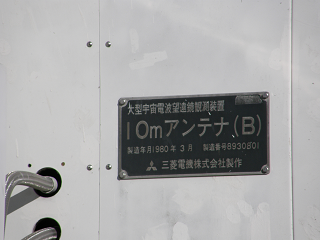 大型宇宙電波望遠鏡観測装置
10mアンテナ(B)
製造年月1980年3月 製造番号8930801
三菱電機株式会社製作